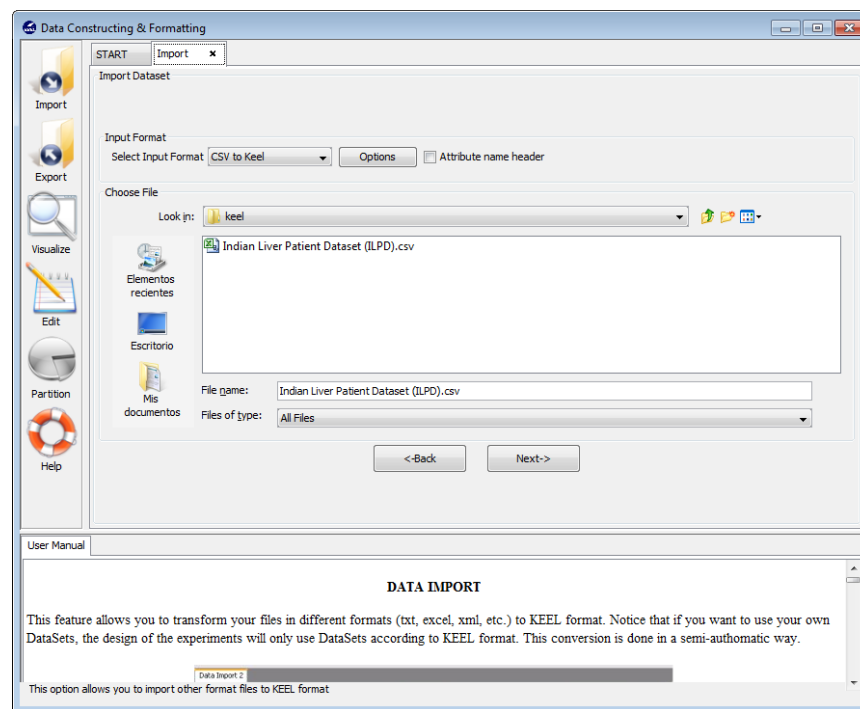 Data Constructing & Formatting
START
Import
Import Dataset
Import
Input Format
Select Input Format CSV to Keel Options Attribute name header
Export
Choose File
Look in: keel
Visualize
Indian Liver Patient Dataset (ILPD).csv
Elementos
recientes
Edit
Escritorio
Partition
Mis
documentos
File name: Indian Liver Patient Dataset (ILPD).csv
Files of type: All Files
<-Back Next->
Help
User Manual
DATA IMPORT
This feature allows you to transform your files in different formats (txt, excel, xml, etc.) to KEEL format. Notice that if you want to use your own
DataSets, the design of the experiments will only use DataSets according to KEEL format. This conversion is done in a semi-authomatic way.
Data Import 2
This option allows you to import other format files to KEEL format